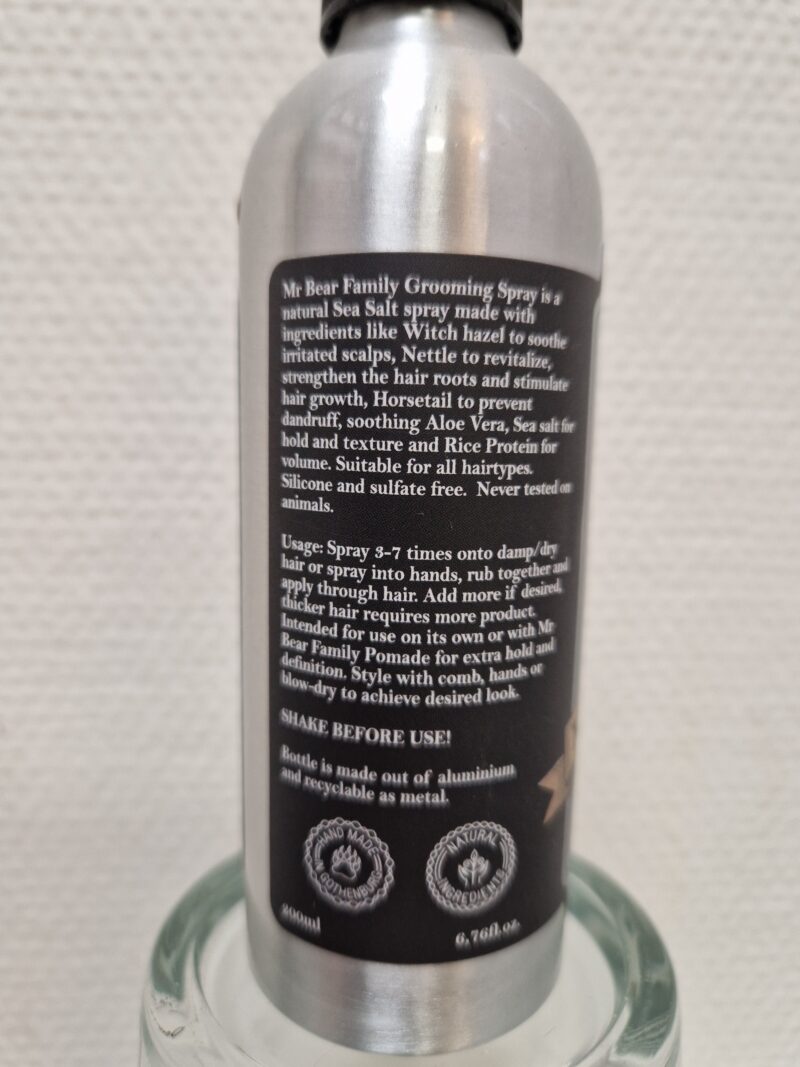 Mr Bear Family Grooming Spray is a
natural Sea Salt spray made with
ingredients like Witch hazel to soothe
irritated scalps, Nettle to revitalize,
strengthen the hair roots and stimulate
hair growth, Horsetail to prevent
dandruff, soothing Aloe Vera, Sea salt for
hold and texture and Rice Protein for
volume. Suitable for all hairtypes.
Silicone and sulfate free. Never tested on
animals.
Usage: Spray 3-7 times onto damp/dry
hair or spray into hands, rub together and
apply through hair. Add more if desired,
thicker hair requires more product.
Intended for use on its own or with Mr
Bear Family Pomade for extra hold and
definition. Style with comb, hands or
blow-dry to achieve desired look.
SHAKE BEFORE USE!
Bottle is made out of aluminium
and recyclable as metal.
HAND MADE
IN GOTHENBURG
NATURAL
INGREDIENTS
200ml
6,76fl.oz.